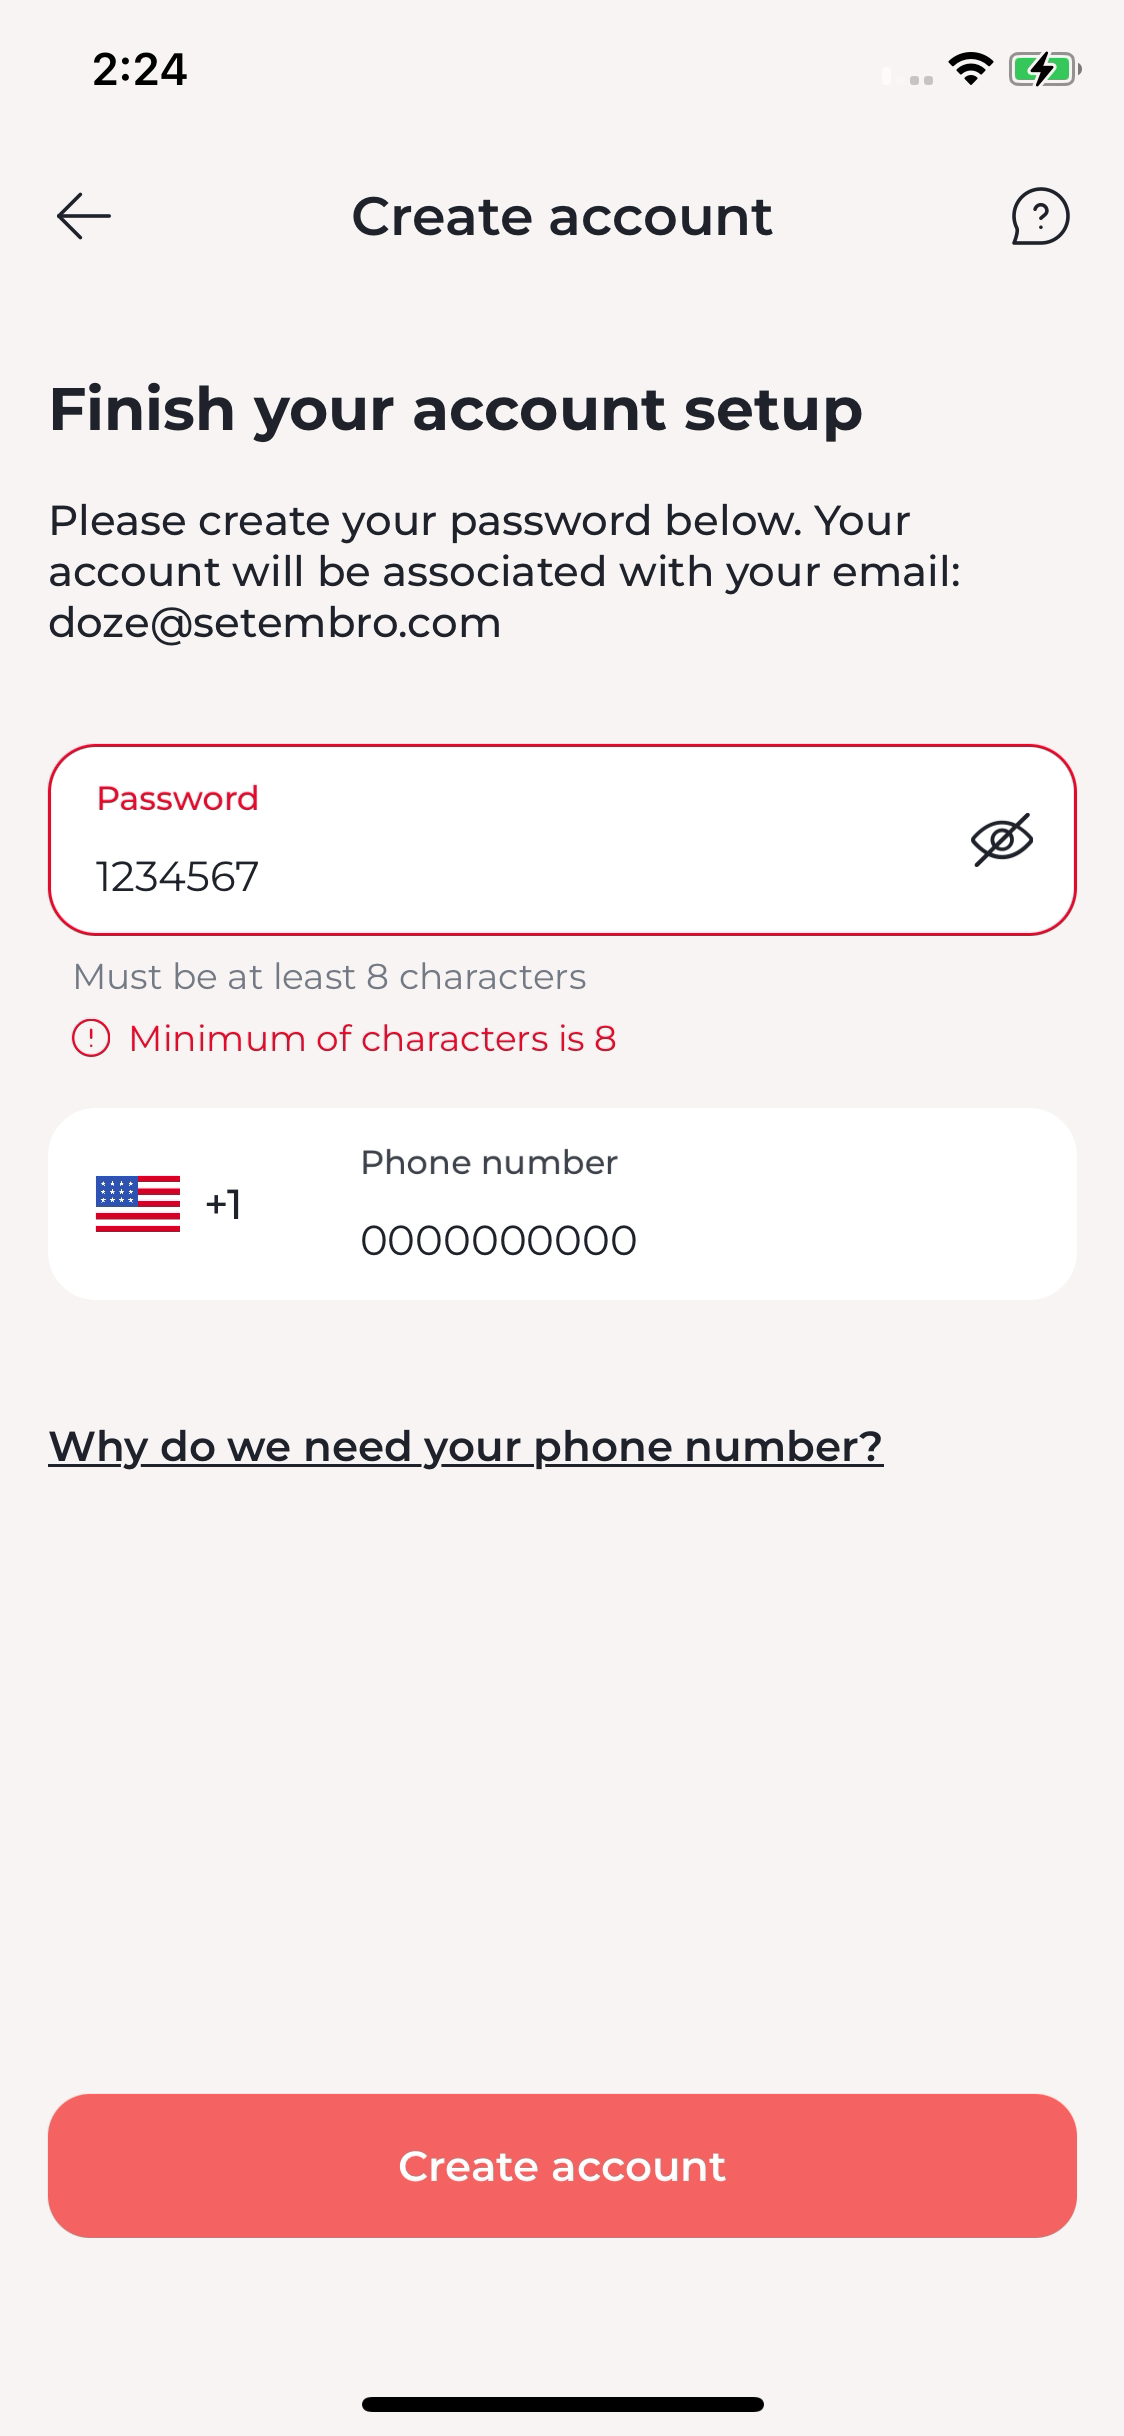 2:24
Create account
?
Finish your account setup
Please create your password below. Your
account will be associated with your email:
doze@setembro.com
Password
1234567
Must be at least 8 characters
! Minimum of characters is 8
Phone number
+1
0000000000
Why do we need your phone number?
Create account